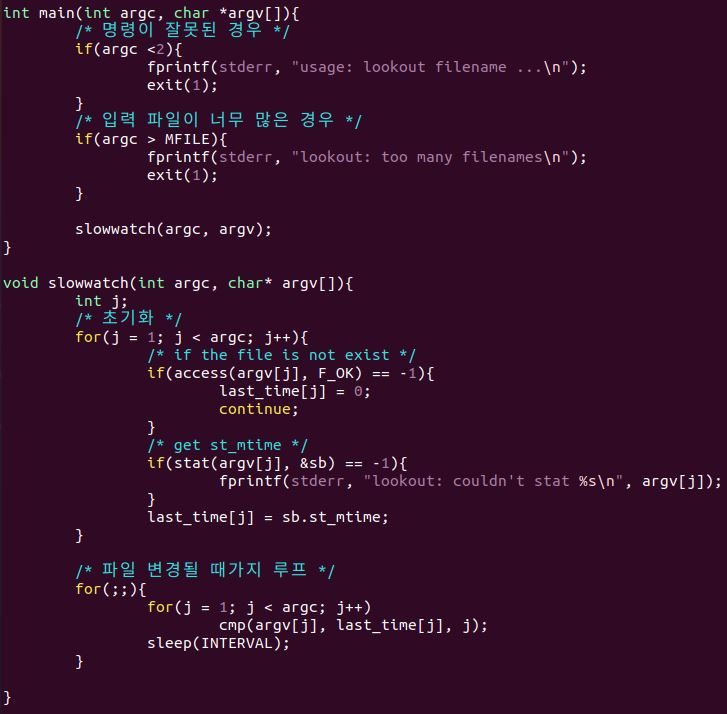 int main(int argc, char *argv[]){
        /* 명령이 잘못된 경우 */
        if(argc <2){
                fprintf(stderr, "usage: lookout filename ...\n");
                exit(1);
        }
        /* 입력 파일이 너무 많은 경우 */
        if(argc > MFILE){
                fprintf(stderr, "lookout: too many filenames\n");
                exit(1);
        }

        slowwatch(argc, argv);
}

void slowwatch(int argc, char* argv[]){
        int j;
        /* 초기화 */
        for(j = 1; j < argc; j++){
                /* if the file is not exist */
                if(access(argv[j], F_OK) == -1){
                        last_time[j] = 0;
                        continue;
                }
                /* get st_mtime */
                if(stat(argv[j], &sb) == -1){
                        fprintf(stderr, "lookout: couldn't stat %s\n", argv[j]);
                }
                last_time[j] = sb.st_mtime;
        }

        /* 파일 변경될 때가지 루프 */
        for(;;){
                for(j = 1; j < argc; j++)
                        cmp(argv[j], last_time[j], j);
                sleep(INTERVAL);
        }

}